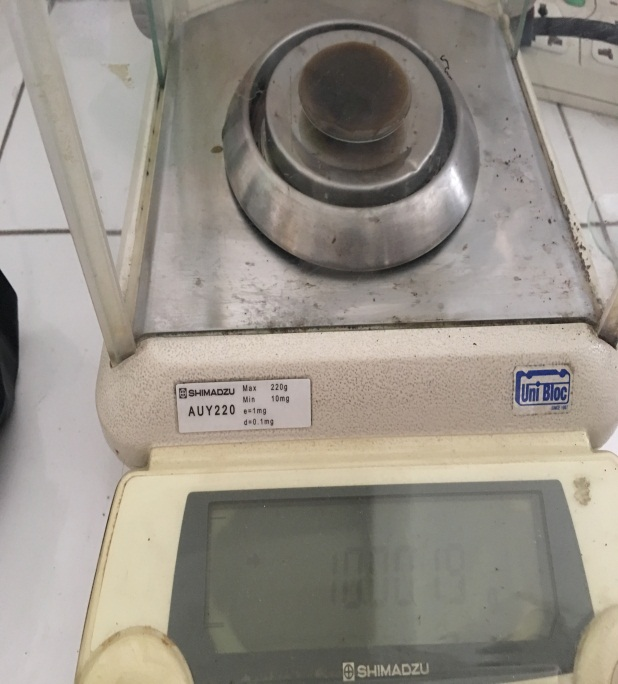 SHIMADZU Max 220g
Min 10mg
AUY220 e=1mg
d=0.1mg
Uni Bloc
SHIMADZU